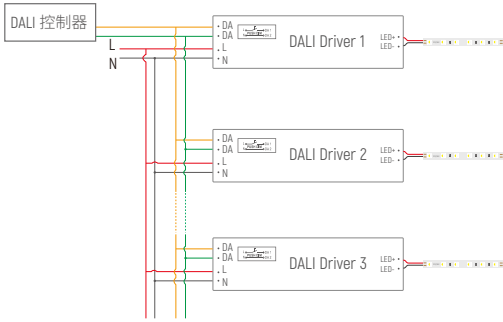 DALI 控制器
L
N
DA
DA
L
N
DALI Driver 1
LED+
LED-
DA
DA
L
N
DALI Driver 2
LED+
LED-
DA
DA
L
N
DALI Driver 3
LED+
LED-